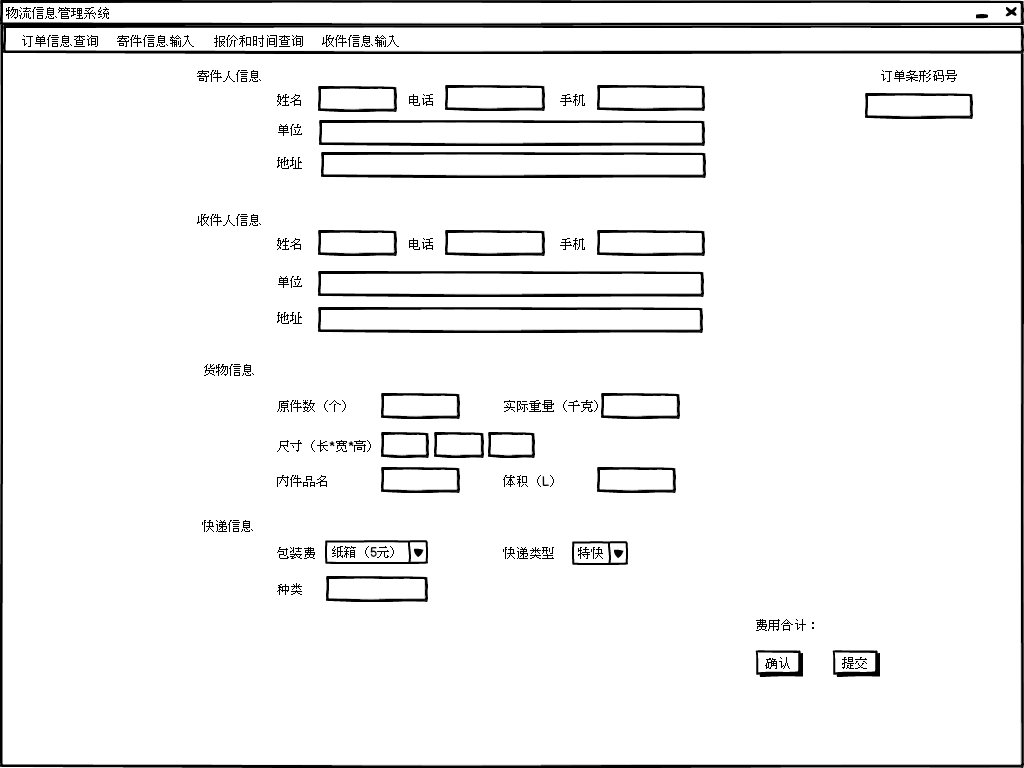 物流信息管理系统
订单信息查询 寄件信息输入 报价和时间查询 收件信息输入
寄件人信息 订单条形码号
姓名 电话 手机
单位
地址
收件人信息
姓名 电话 手机
单位
地址
货物信息
原件数（个） 实际重量（千克）
尺寸（长*宽*高）
内件品名 体积（L）
快递信息
包装费 纸箱（5元） 快递类型 特快
种类
费用合计：
确认 提交